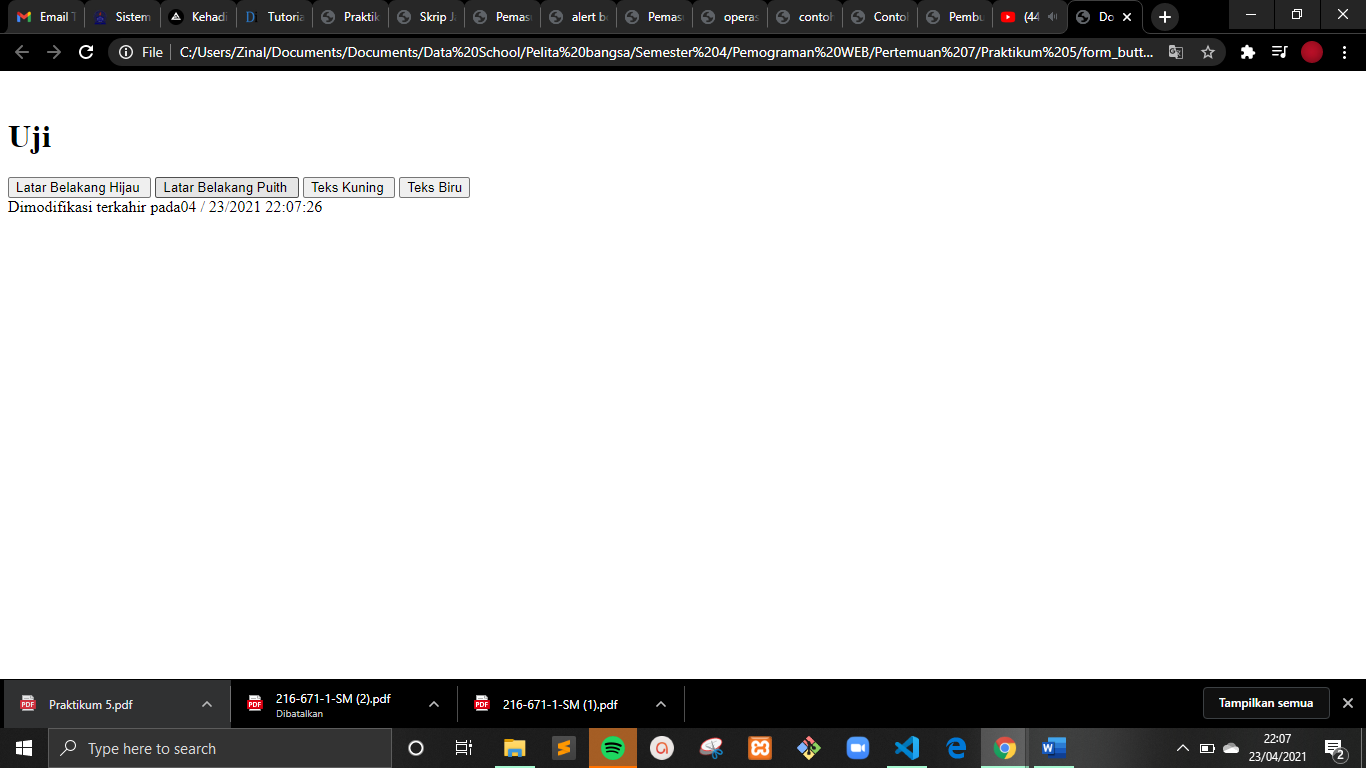 Email T
Sistem
Kehadi
Tutoria
Praktik
Skrip Ja
Pemas
alert be
Pemas
operas
contoh
Contoh
Pembu
(44
Do
File
C:/Users/Zinal/Documents/Documents/Data%20School/Pelita%20bangsa/Semester%204/Pemograman%20WEB/Pertemuan%207/Praktikum%205/form_butt...
Uji
Latar Belakang Hijau Latar Belakang Puith Teks Kuning Teks Biru
Dimodifikasi terkahir pada04 / 23/2021 22:07:26
Praktikum 5.pdf
216-671-1-SM (2).pdf
Dibatalkan
216-671-1-SM (1).pdf
Tampilkan semua
Type here to search
22:07
23/04/2021
2